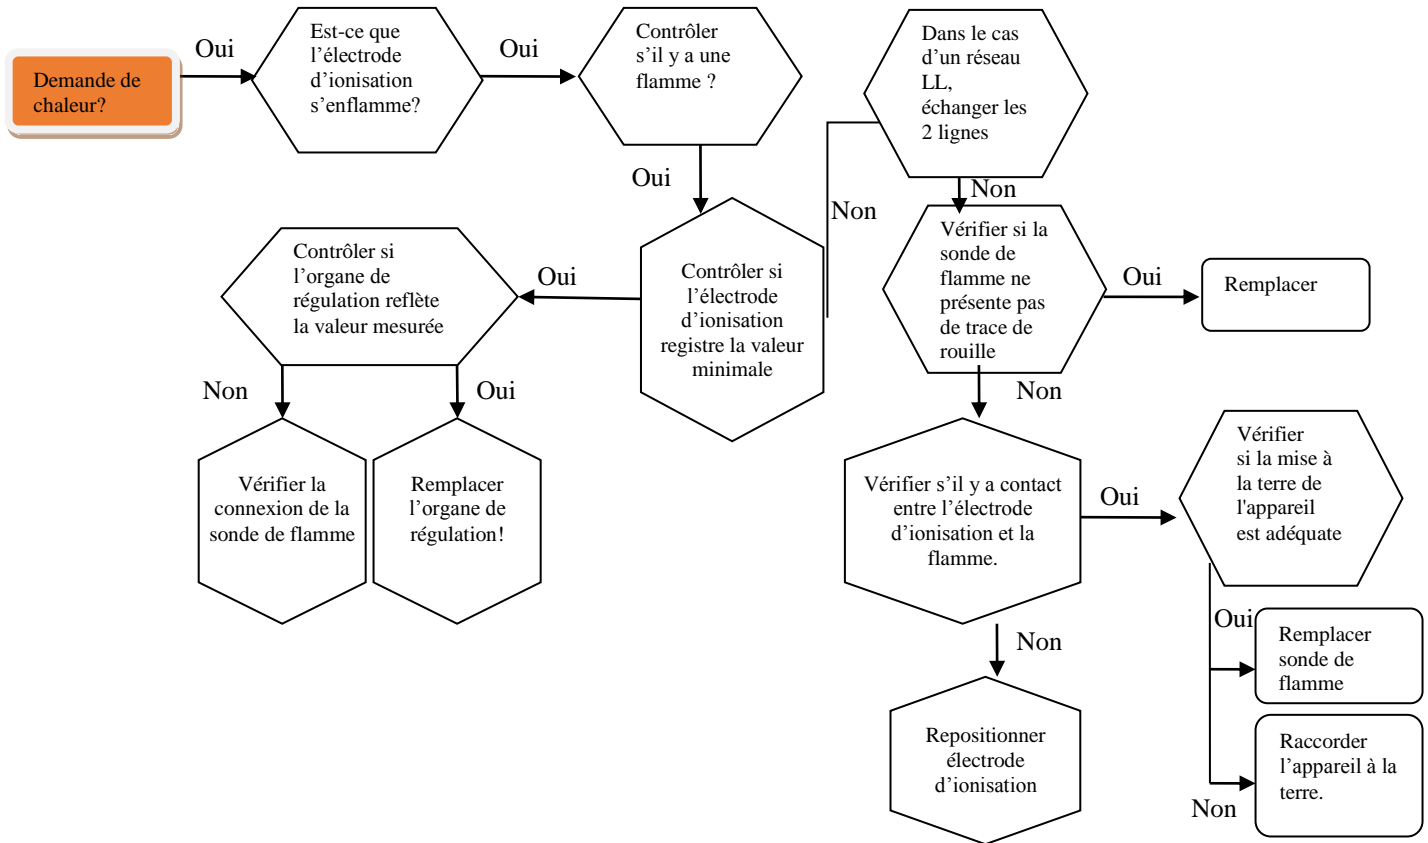 Demande de
chaleur?
Oui
Est-ce que
l’électrode
d’ionisation
s’enflamme?
Oui
Contrôler
s’il y a une
flamme ?
Oui
Dans le cas
d’un réseau
LL,
échanger les
2 lignes
Non
Non
Contrôler si
l’organe de
régulation reflète
la valeur mesurée
Oui
Contrôler si
l’électrode
d’ionisation
registre la valeur
minimale
Vérifier si la
sonde de
flamme ne
présente pas
de trace de
rouille
Oui
Remplacer
Non
Oui
Non
Vérifier la
connexion de la
sonde de flamme
Remplacer
l’organe de
régulation!
Vérifier s’il y a contact
entre l’électrode
d’ionisation et la
flamme.
Oui
Vérifier
si la mise à
la terre de
l'appareil
est adéquate
Oui
Remplacer
sonde de
flamme
Non
Repositionner
électrode
d’ionisation
Raccorder
l’appareil à la
terre.
Non